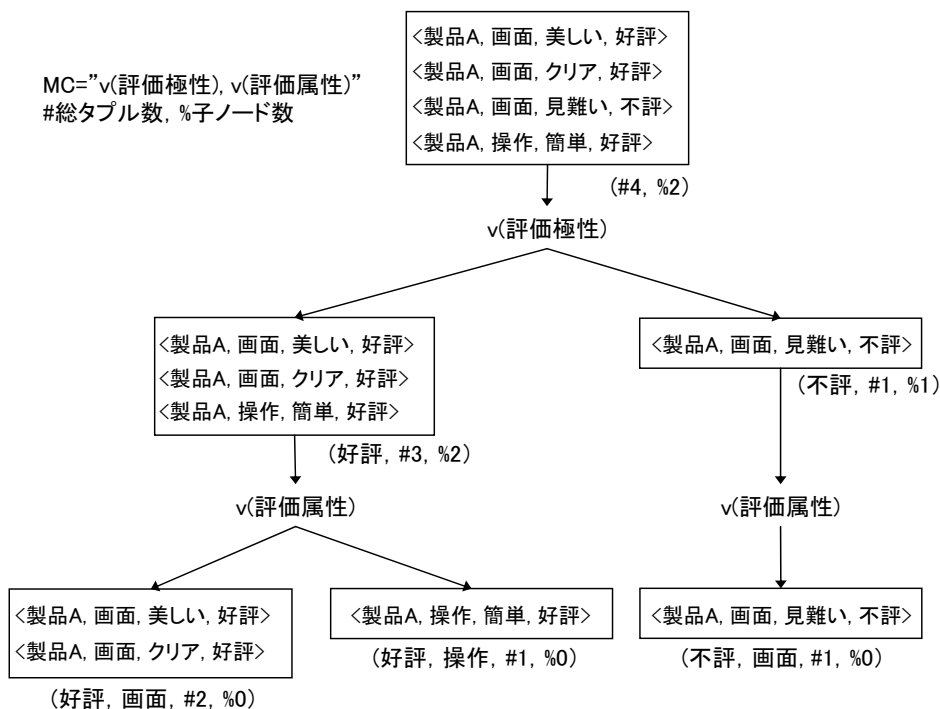 <製品A, 画面, 美しい, 好評>
<製品A, 画面, クリア, 好評>
<製品A, 画面, 見難い, 不評>
<製品A, 操作, 簡単, 好評>
MC=”v(評価極性), v(評価属性)”
#総タプル数, %子ノード数
(#4, %2)
v(評価極性)
<製品A, 画面, 美しい, 好評>
<製品A, 画面, クリア, 好評>
<製品A, 操作, 簡単, 好評>
(好評, #3, %2)
<製品A, 画面, 見難い, 不評>
(不評, #1, %1)
v(評価属性)
v(評価属性)
<製品A, 画面, 美しい, 好評>
<製品A, 画面, クリア, 好評>
(好評, 画面, #2, %0)
<製品A, 操作, 簡単, 好評>
(好評, 操作, #1, %0)
<製品A, 画面, 見難い, 不評>
(不評, 画面, #1, %0)